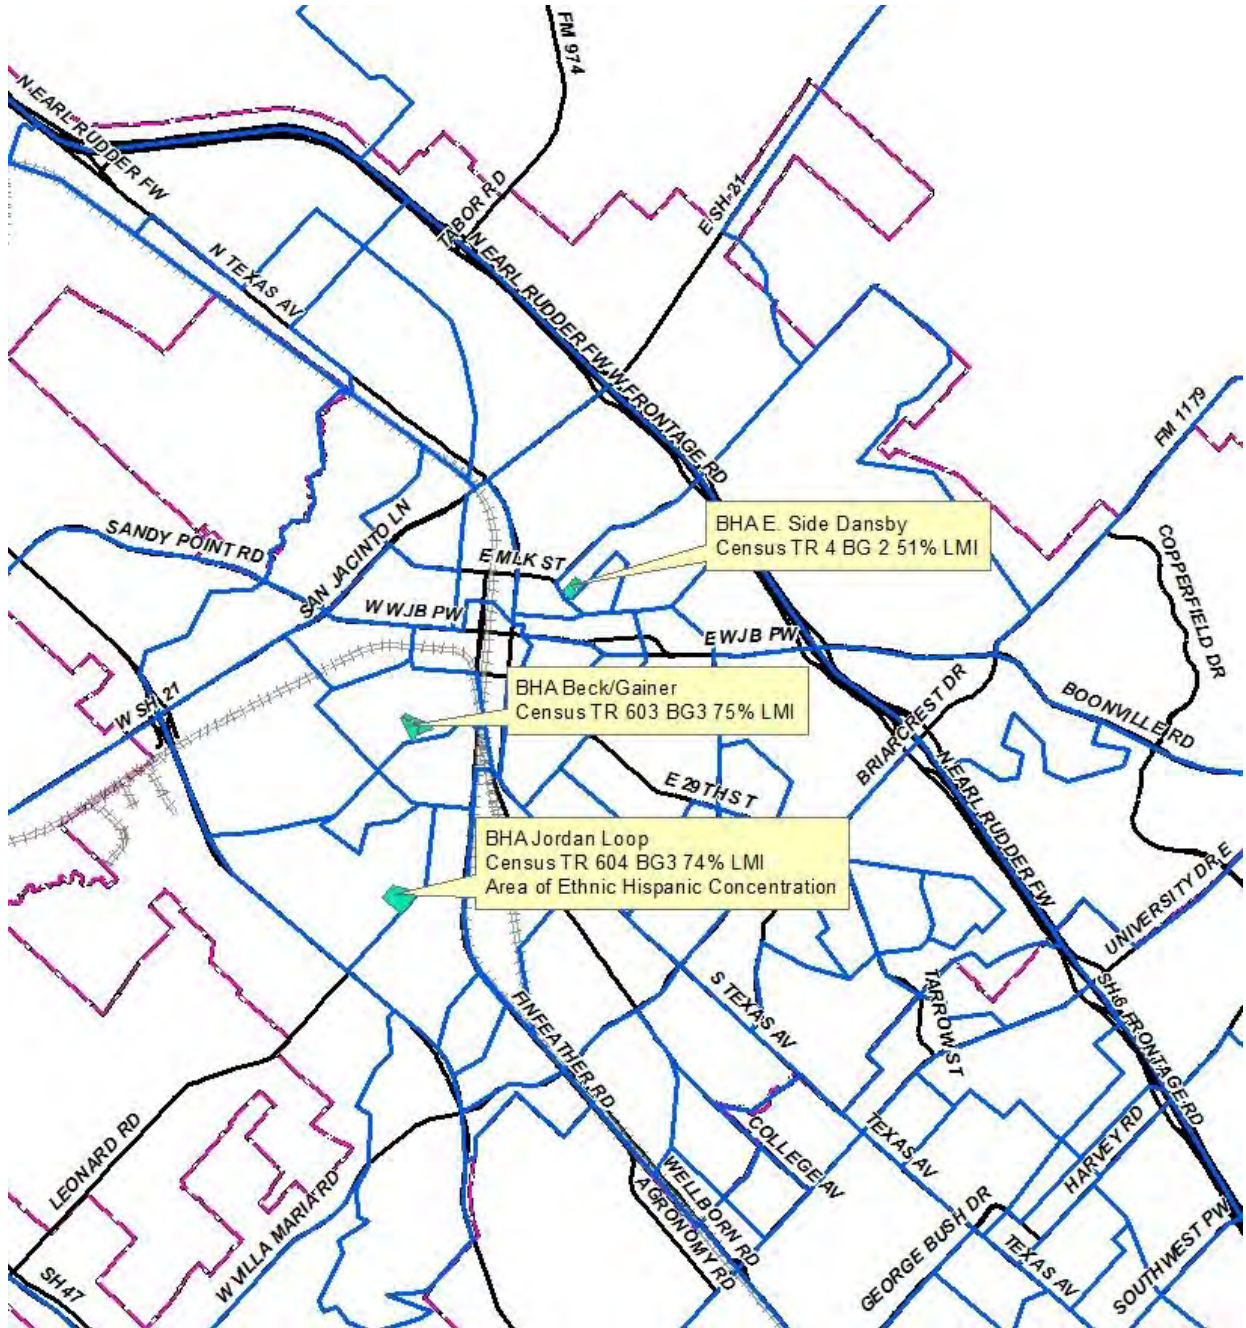 FM 974
N EARL RUDDER FW
TABOR RD
E SH 21
N TEXAS AV
N EARL RUDDER FW W FRONTAGE RD
FM 1179
SANDY POINT RD
SAN JACINTO LN
E MLK ST
BHA E. Side Dansby
Census TR 4 BG 2 51% LMI
COPPERFIELD DR
W WJB PW
E WJB PW
W SH 21
BHA Beck/Gainer
Census TR 603 BG3 75% LMI
BRIARCREST DR
BOONVILLE RD
E 29TH ST
N EARL RUDDER FW
BHA Jordan Loop
Census TR 604 BG3 74% LMI
Area of Ethnic Hispanic Concentration
UNIVERSITY DR E
S TEXAS AV
TARROW ST
SH 6 FRONTAGE RD
FINFEATHER RD
LEONARD RD
W VILLA MARIA RD
SH 47
COLLEGE AV
TEXAS AV
HARVEY RD
WELLBORN RD
AGRONOMY RD
GEORGE BUSH DR
TEXAS AV
SOUTHWEST PW